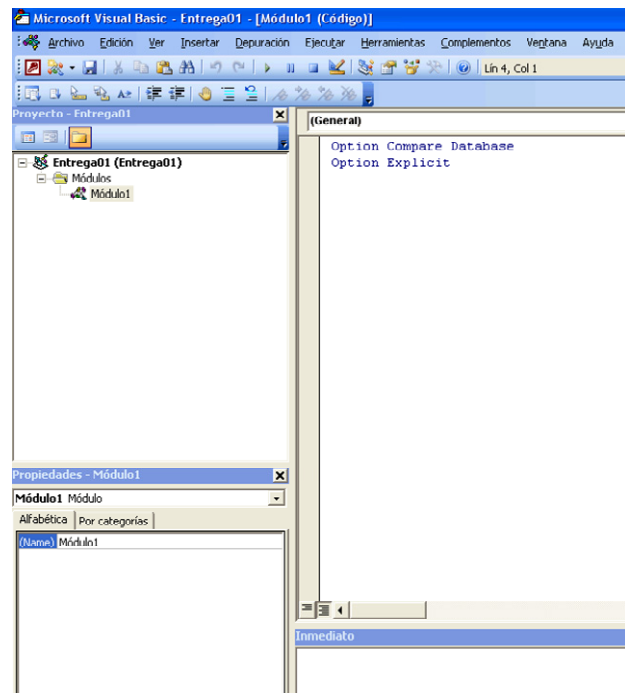 Microsoft Visual Basic - Entrega01 - [Módulo1 (Código)]
Archivo Edición Ver Insertar Depuración Ejecutar Herramientas Complementos Ventana Ayuda
Lín 4, Col 1
Proyecto - Entrega01
Entrega01 (Entrega01)
Módulos
Módulo1
(General)
Option Compare Database
Option Explicit
Propiedades - Módulo1
Módulo1 Módulo
Alfabética Por categorías
(Name) Módulo1
Inmediato